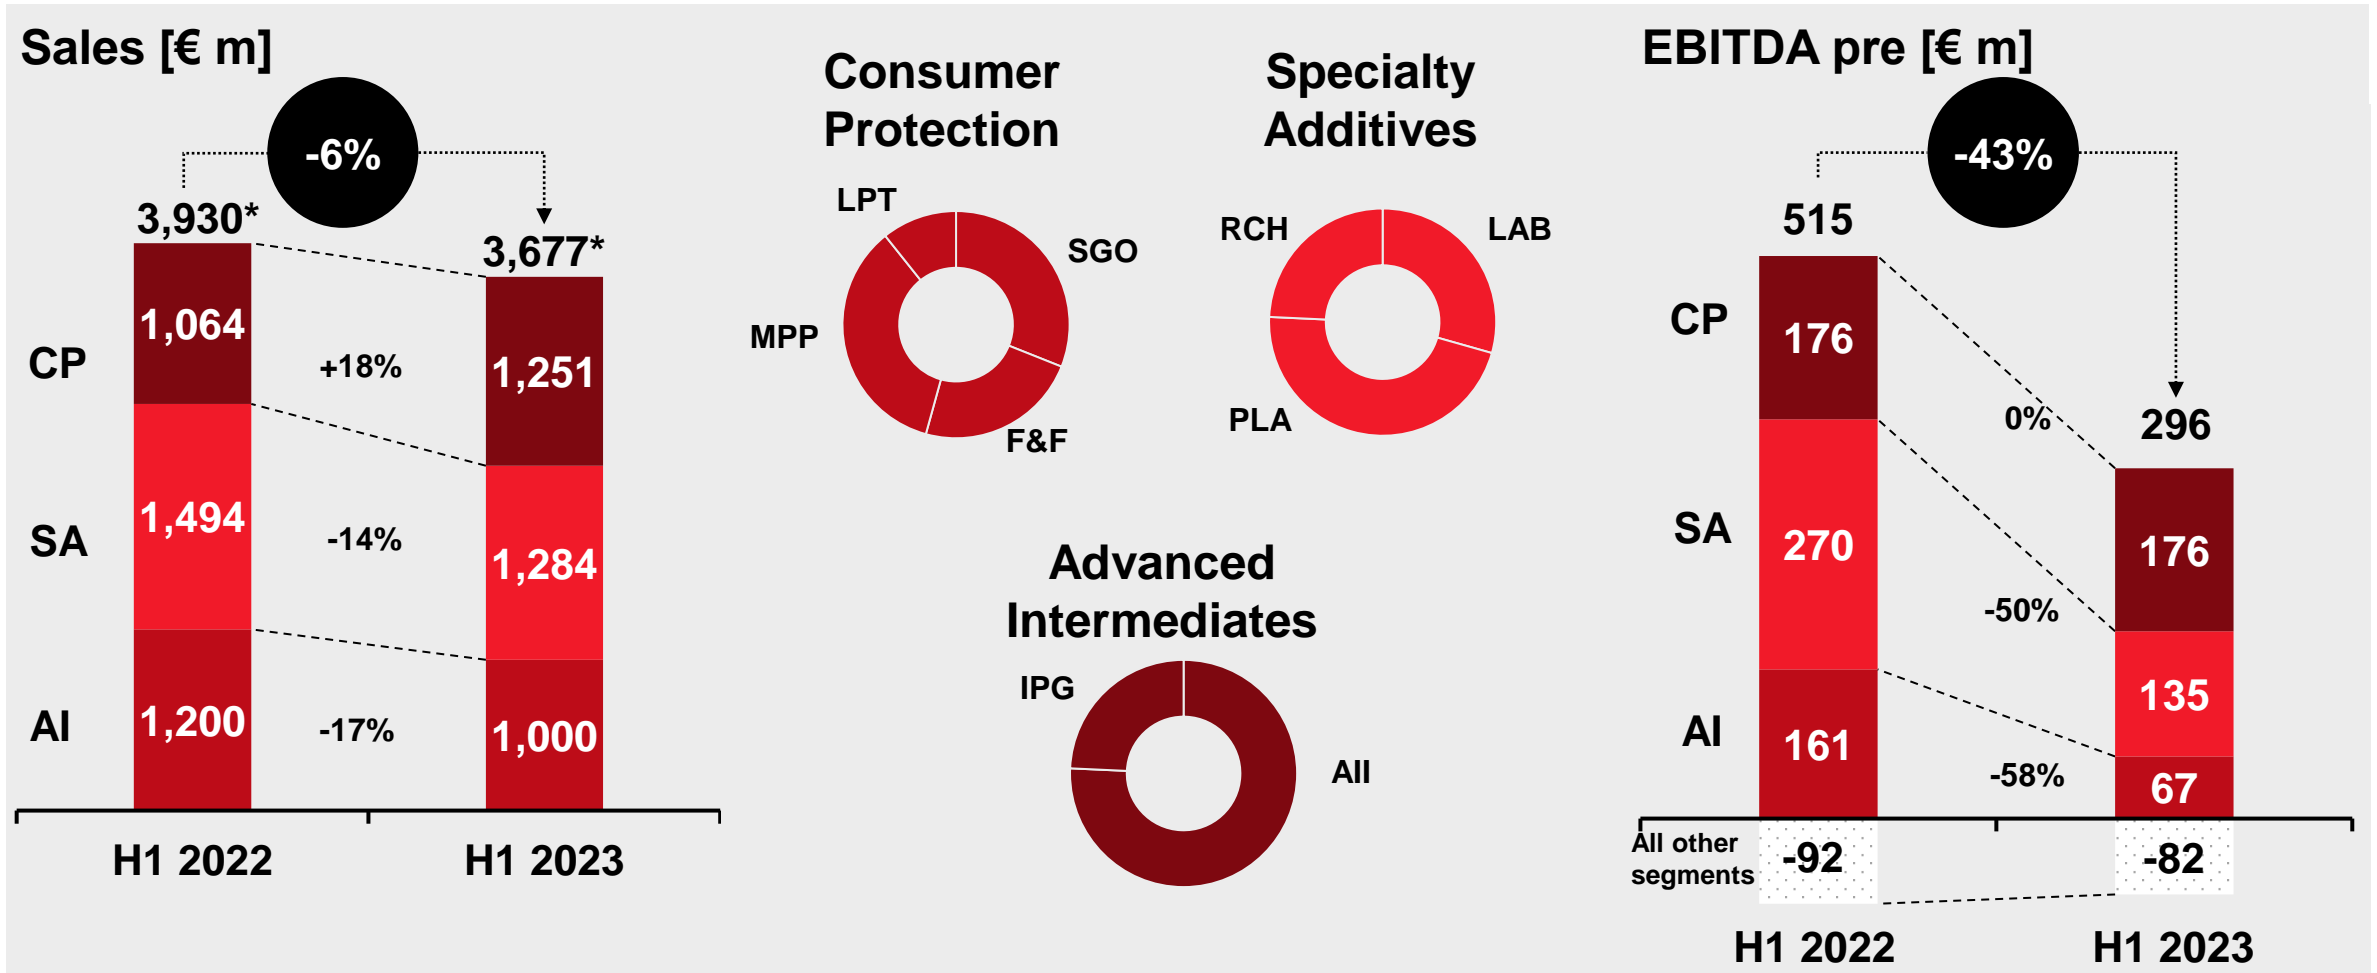 Sales [€ m]
-6%
3,930*
3,677*
CP
1,064
+18%
1,251
SA
1,494
-14%
1,284
AI
1,200
-17%
1,000
H1 2022
H1 2023
Consumer
Protection
LPT
SGO
MPP
F&F
Specialty
Additives
RCH
LAB
PLA
Advanced
Intermediates
IPG
AII
EBITDA pre [€ m]
-43%
515
296
CP
176
0%
176
SA
270
-50%
135
AI
161
-58%
67
All other
segments
-92
-82
H1 2022
H1 2023